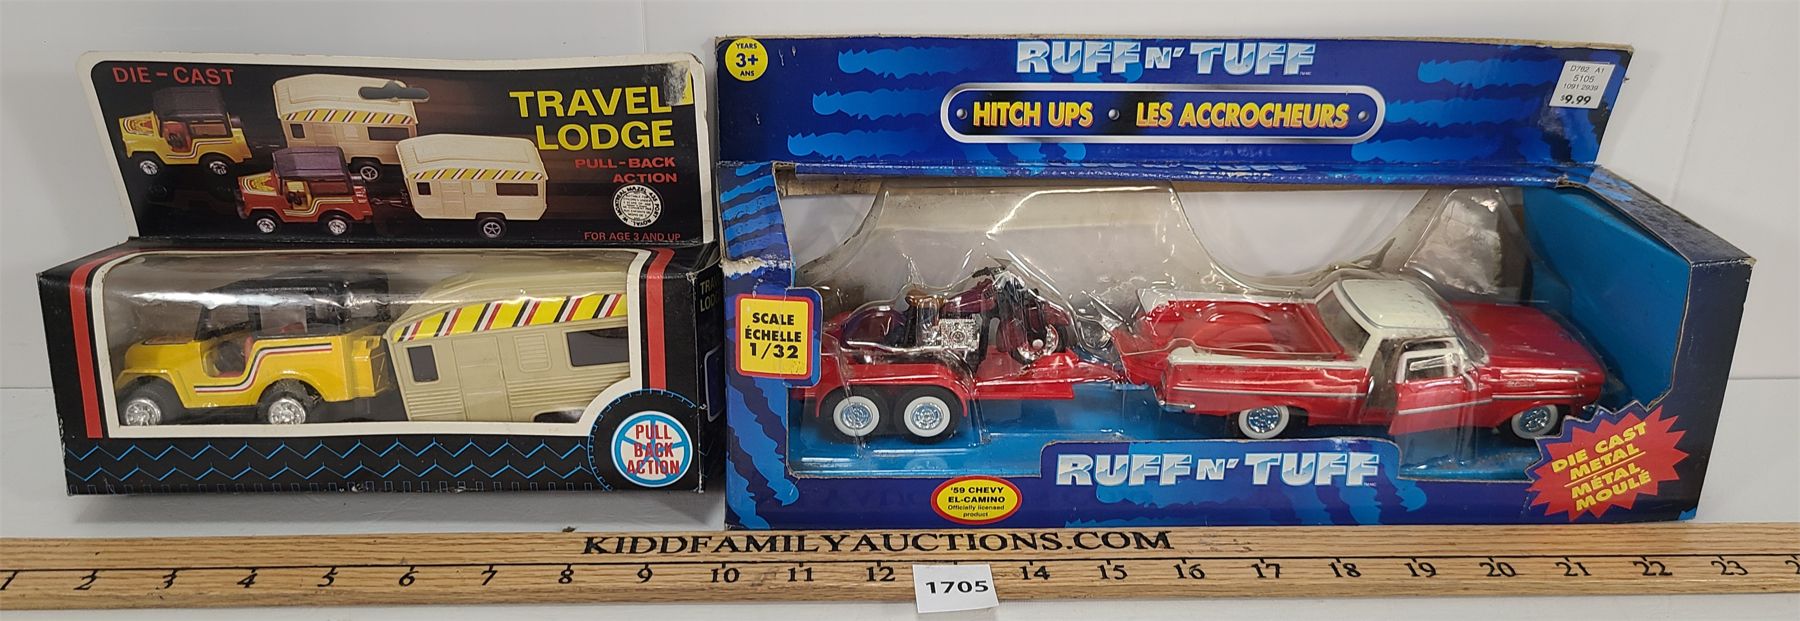 DIE-CAST
TRAVEL
LODGE
PULL-BACK
ACTION
FOR AGE 3 AND UP
PULL
BACK
ACTION
YEARS
3+
ANS
RUFF N' TUFF
HITCH UPS • LES ACCROCHEURS
D762 A1
5105
1091 2939
$9.99
SCALE
ÉCHELLE
1/32
RUFF N' TUFF
'59 CHEVY
EL-CAMINO
Officially licensed
product
DIE CAST
METAL
MÉTAL
MOULÉ
KIDDFAMILYAUCTIONS.COM
1 2 3 4 5 6 7 8 9 10 11 12 14 15 16 17 18 19 20 21 22 23
1705